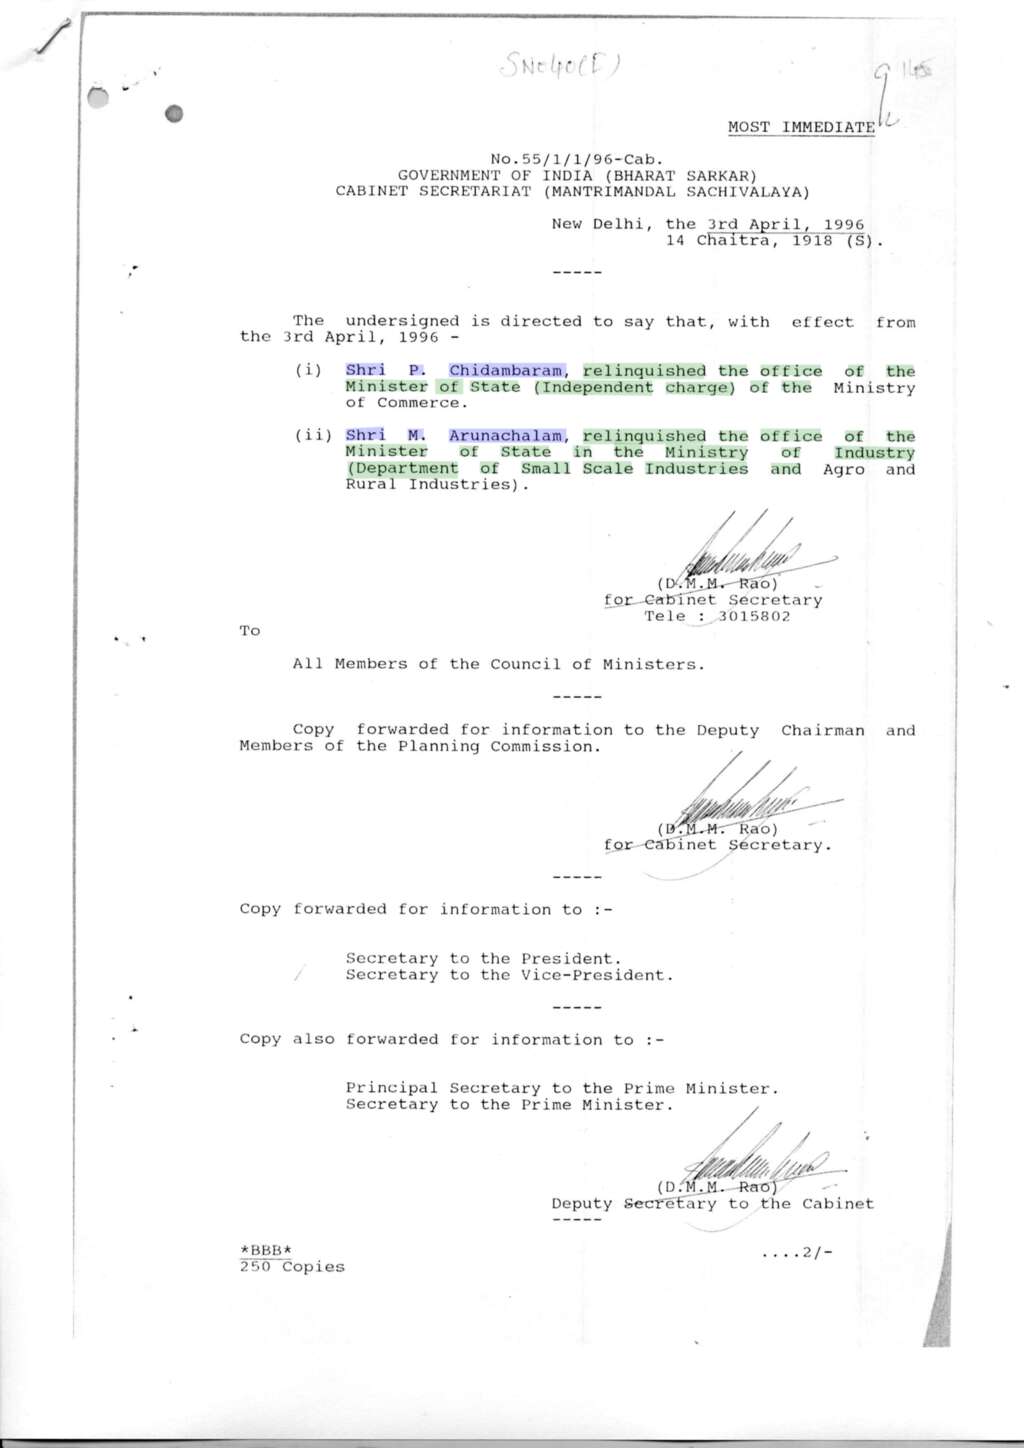 SNo40(I)
145
MOST IMMEDIATE
No.55/1/1/96-Cab.
GOVERNMENT OF INDIA (BHARAT SARKAR)
CABINET SECRETARIAT (MANTRIMANDAL SACHIVALAYA)
New Delhi, the 3rd April, 1996
14 Chaitra, 1918 (S).
-----
The undersigned is directed to say that, with effect from
the 3rd April, 1996 -
(i) Shri P. Chidambaram, relinquished the office of the
Minister of State (Independent charge) of the Ministry
of Commerce.
(ii) Shri M. Arunachalam, relinquished the office of the
Minister of State in the Ministry of Industry
(Department of Small Scale Industries and Agro and
Rural Industries).
(D.M.M. Rao)
for Cabinet Secretary
Tele : 3015802
To
All Members of the Council of Ministers.
-----
Copy forwarded for information to the Deputy Chairman and
Members of the Planning Commission.
(D.M.M. Rao)
for Cabinet Secretary.
-----
Copy forwarded for information to :-
Secretary to the President.
Secretary to the Vice-President.
-----
Copy also forwarded for information to :-
Principal Secretary to the Prime Minister.
Secretary to the Prime Minister.
(D.M.M. Rao)
Deputy Secretary to the Cabinet
-----
*BBB*
250 Copies
....2/-